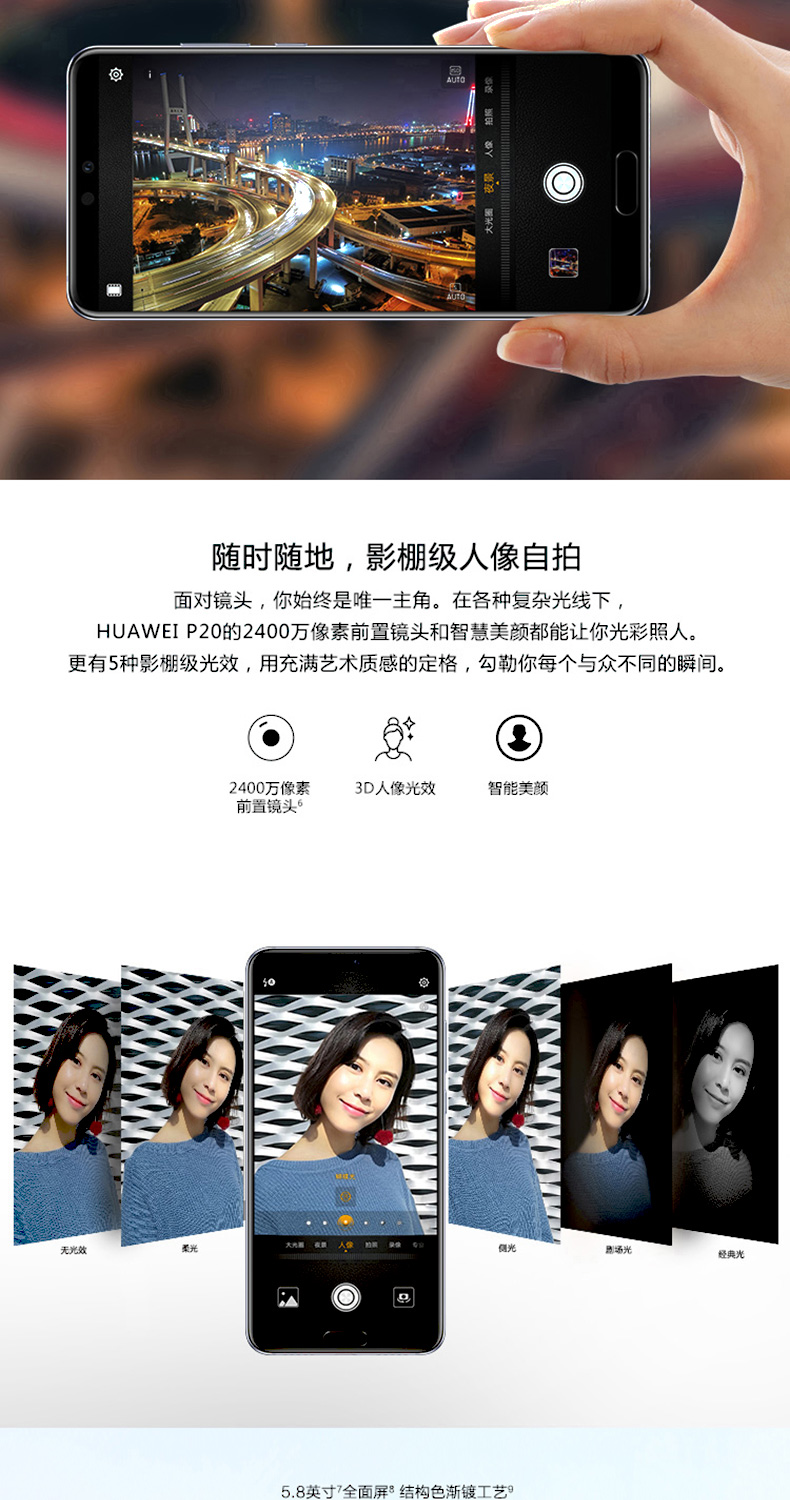 AUTO
录像
拍照
人像
夜景
大光圈
AUTO
随时随地，影棚级人像自拍
面对镜头，你始终是唯一主角。在各种复杂光线下，
HUAWEI P20的2400万像素前置镜头和智慧美颜都能让你光彩照人。
更有5种影棚级光效，用充满艺术质感的定格，勾勒你每个与众不同的瞬间。
2400万像素
前置镜头6
3D人像光效
智能美颜
大光圈 夜景 人像 拍照 录像
无光效
柔光
侧光
剧场光
经典光
5.8英寸7全面屏8 结构色渐镀工艺9